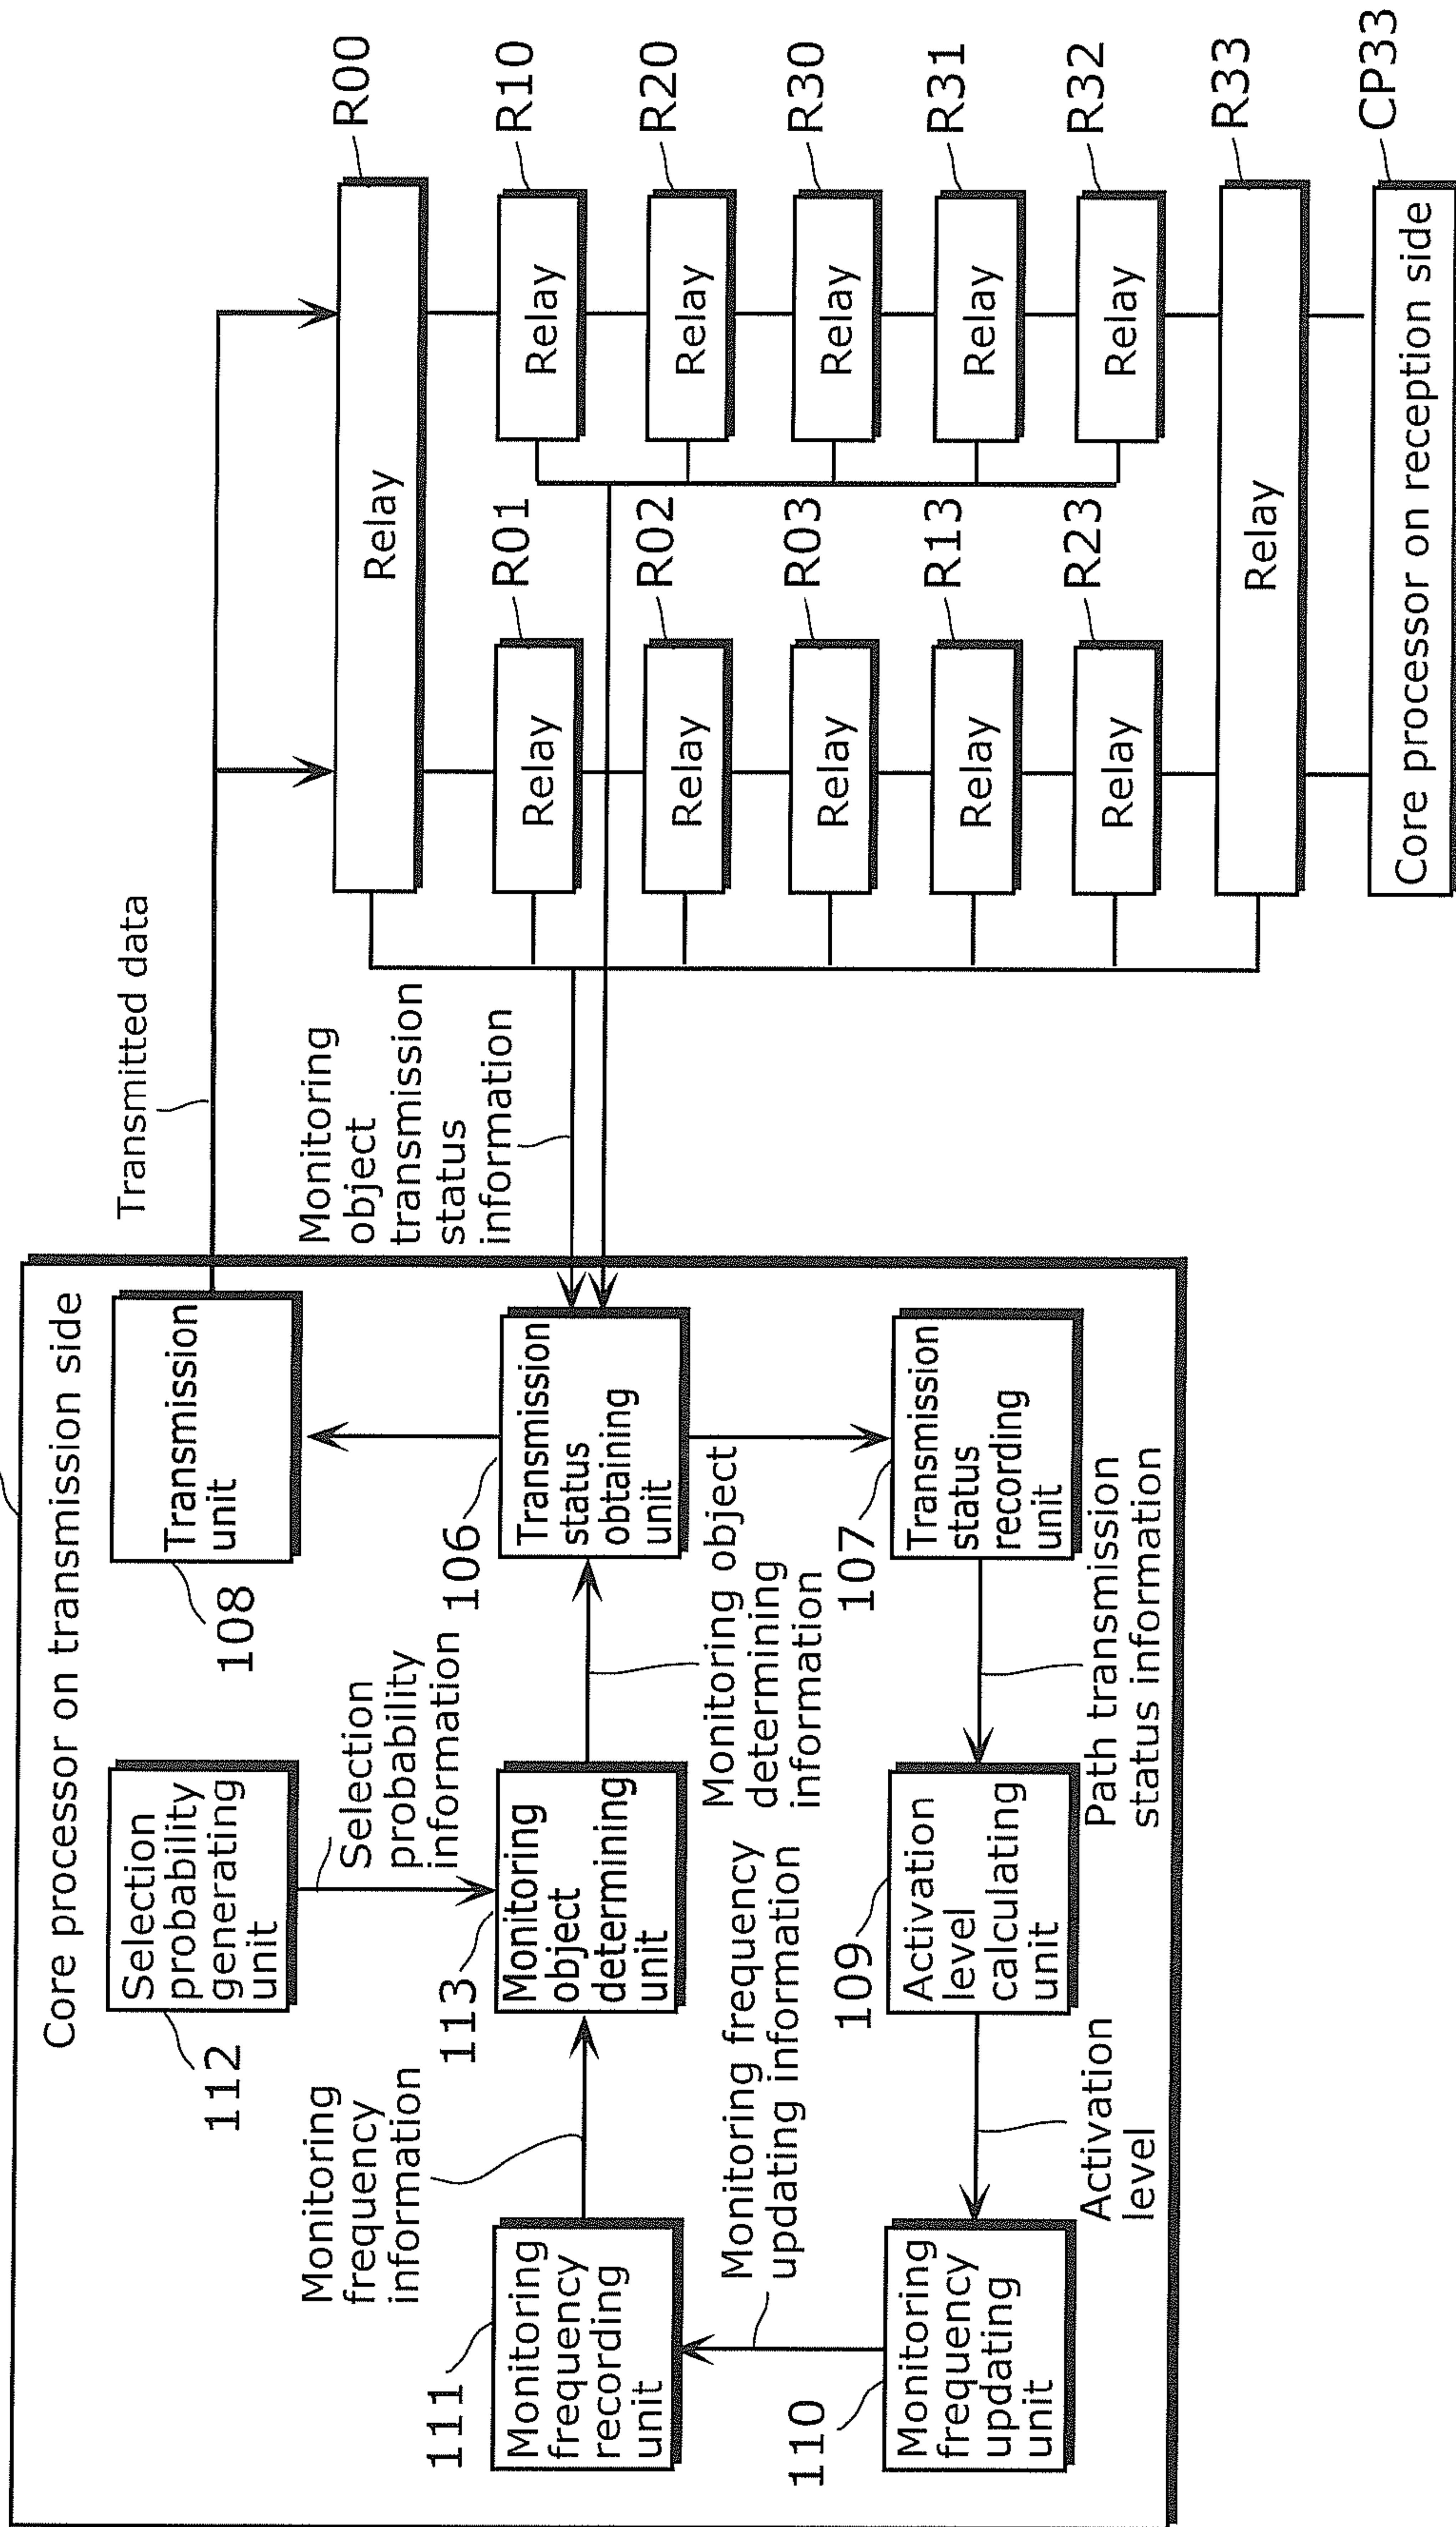 Core processor on transmission side
112
Selection
probability
generating
unit
108
Transmission
unit
Transmitted data
Selection
probability
information
Monitoring
frequency
information
Monitoring
object
transmission
status
information
111
Monitoring
frequency
recording
unit
113
Monitoring
object
determining
unit
106
Transmission
status
obtaining
unit
Monitoring object
determining
information
Monitoring frequency
updating information
110
Monitoring
frequency
updating
unit
109
Activation
level
calculating
unit
107
Transmission
status
recording
unit
Activation
level
Path transmission
status information
Relay
R00
Relay
R01
Relay
R10
Relay
R02
Relay
R20
Relay
R03
Relay
R30
Relay
R13
Relay
R31
Relay
R23
Relay
R32
Relay
R33
Core processor on reception side
CP33